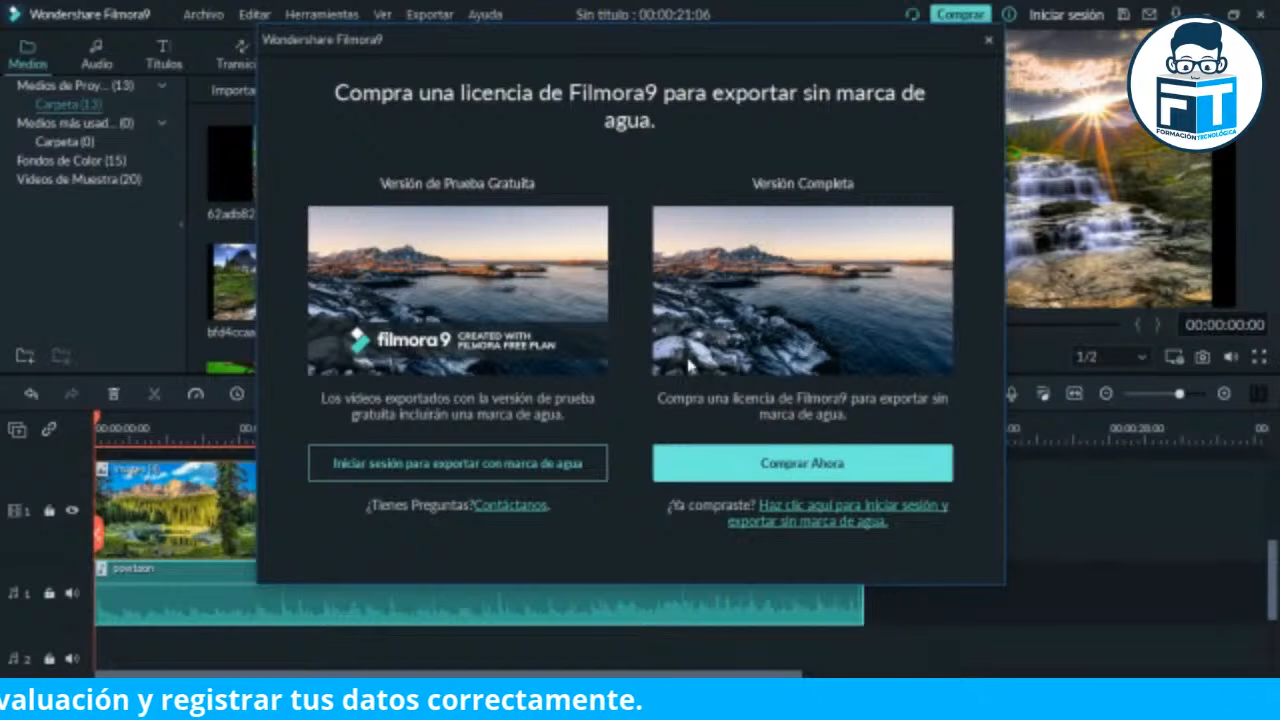 Wondershare Filmora9
Archivo Editar Herramientas Ver Exportar Ayuda
Sin título : 00:00:21:06
Comprar
Iniciar sesión
Medios
Audio
Títulos
Medios de Proy... (13)
Carpeta (13)
Medios más usad... (0)
Carpeta (0)
Fondos de Color (15)
Videos de Muestra (20)
Wondershare Filmora9
Compra una licencia de Filmora9 para exportar sin marca de
agua.
Versión de Prueba Gratuita
filmora9 CREATED WITH
FILMORA FREE PLAN
Los videos exportados con la versión de prueba
gratuita incluirán una marca de agua.
Iniciar sesión para exportar con marca de agua
¿Tienes Preguntas?Contáctanos.
Versión Completa
Compra una licencia de Filmora9 para exportar sin
marca de agua.
Comprar Ahora
¿Ya compraste? Haz clic aquí para iniciar sesión y
exportar sin marca de agua.
FT
FORMACIÓN TECNOLÓGICA
00:00:00:00
1/2
00:00:00:00
00:00:28:00
1
powtoon
1
2
valuación y registrar tus datos correctamente.